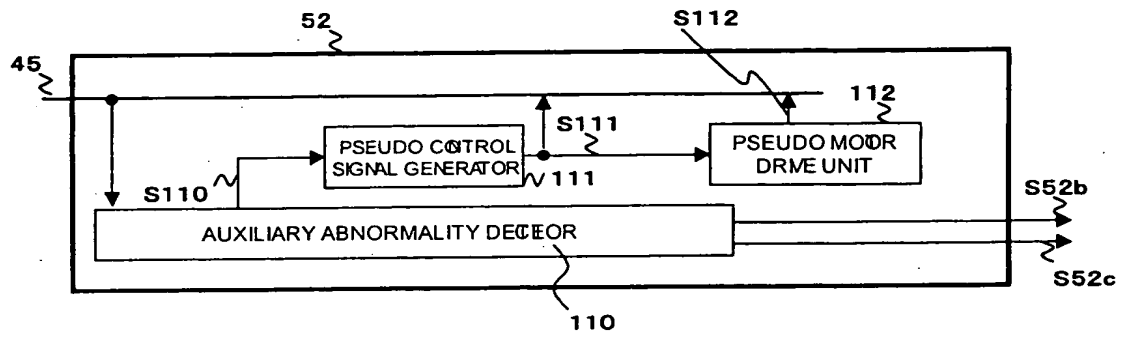 52
S112
45
112
S111
PSEUDO CONTROL
SIGNAL GENERATOR
PSEUDO MOTOR
DRIVE UNIT
S110
111
S52b
AUXILIARY ABNORMALITY DECTEOR
S52c
110